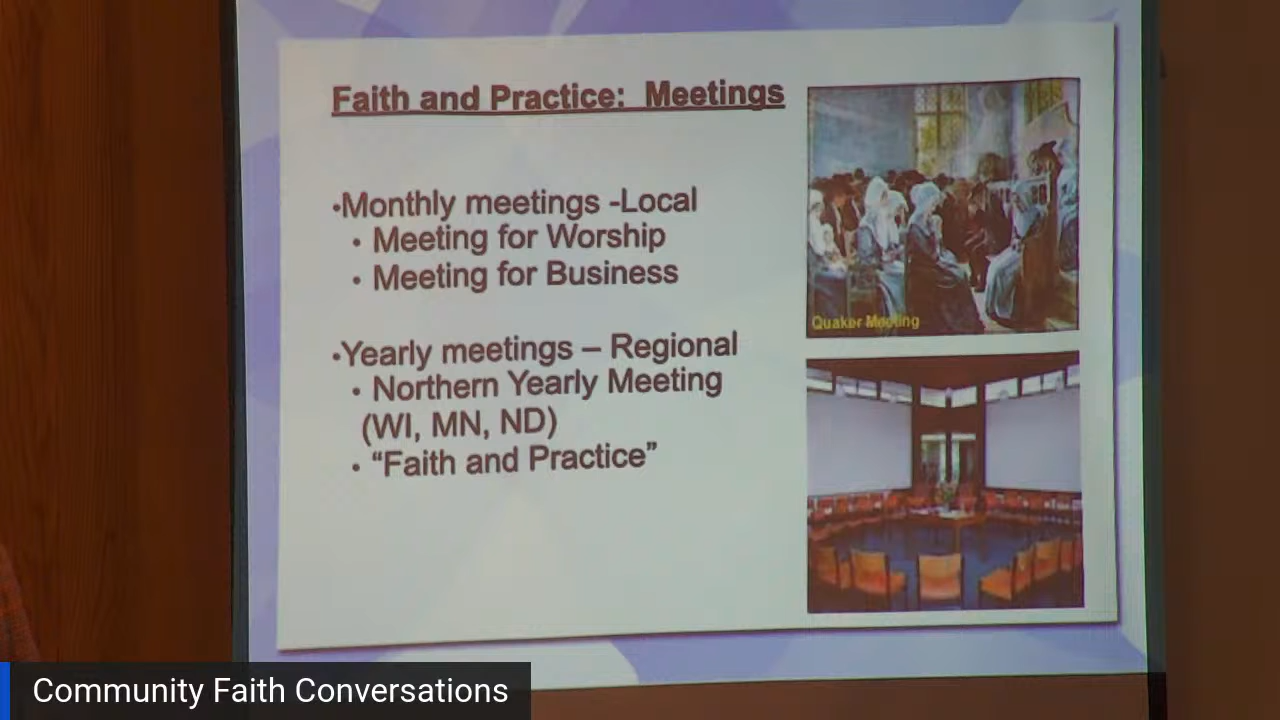 Faith and Practice: Meetings
•Monthly meetings -Local
• Meeting for Worship
• Meeting for Business
•Yearly meetings – Regional
• Northern Yearly Meeting
(WI, MN, ND)
• “Faith and Practice”
Quaker Meeting
Community Faith Conversations